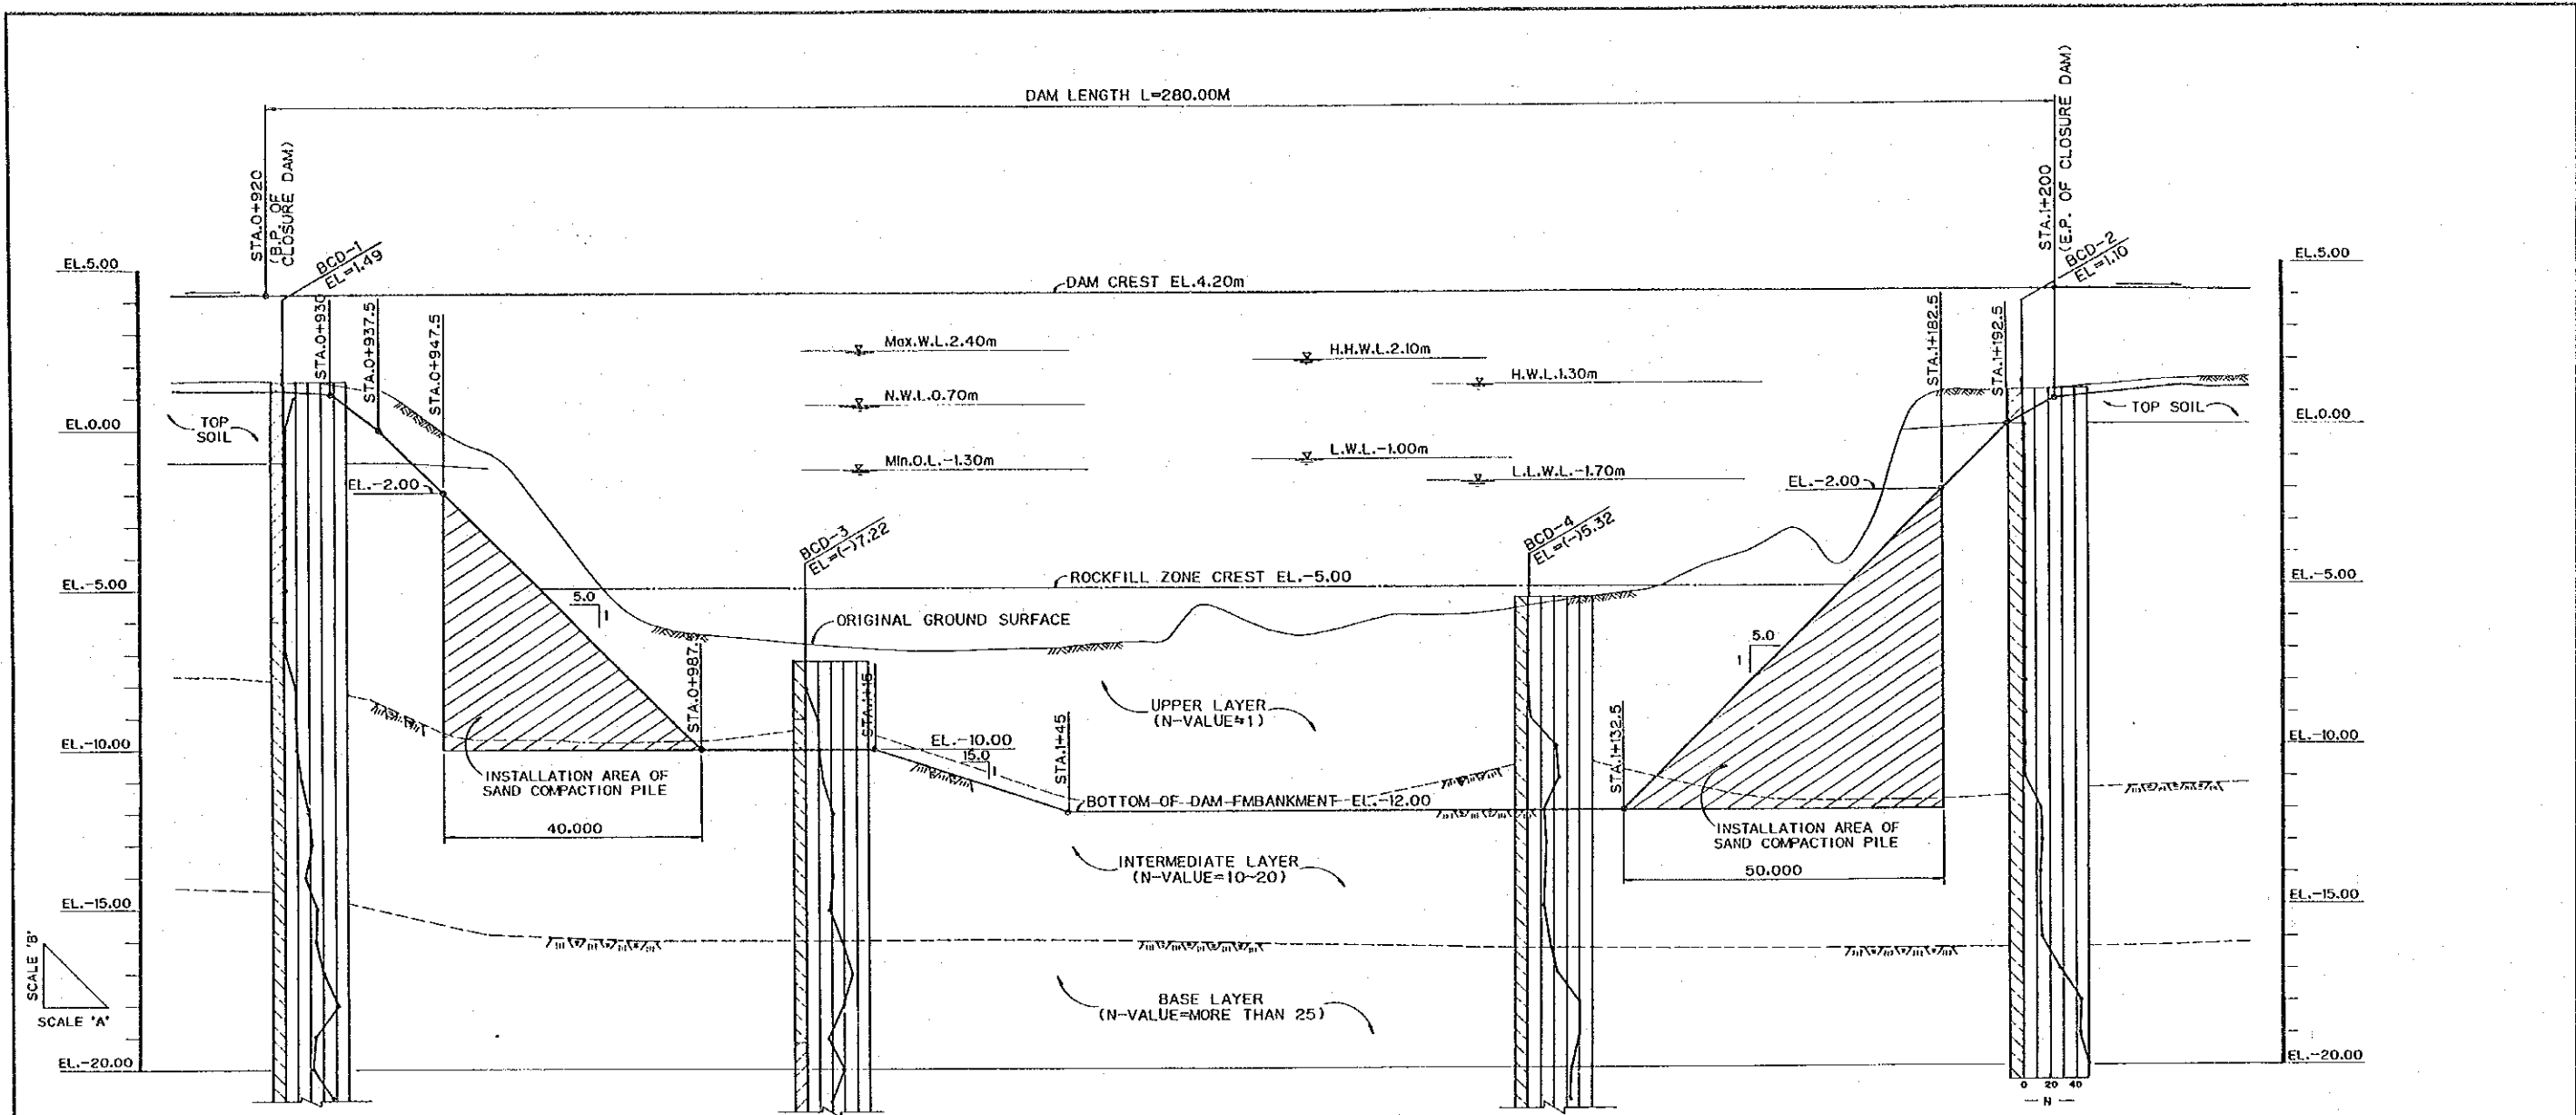 DAM LENGTH L=280.00M
STA.0+920
(B.P. OF
CLOSURE DAM)
BCD-1
EL=1.49
STA.0+930
STA.0+937.5
STA.0+947.5
STA.1+200
(E.P. OF CLOSURE DAM)
BCD-2
EL=1.10
STA.1+182.5
STA.1+192.5
EL.5.00
EL.5.00
DAM CREST EL.4.20m
Max.W.L.2.40m
H.H.W.L.2.10m
H.W.L.1.30m
N.W.L.0.70m
TOP
SOIL
TOP SOIL
EL.0.00
EL.0.00
Min.O.L.-1.30m
L.W.L.-1.00m
L.L.W.L.-1.70m
EL.-2.00
EL.-2.00
BCD-3
EL=(-)7.22
BCD-4
EL=(-)5.32
EL.-5.00
ROCKFILL ZONE CREST EL.-5.00
EL.-5.00
5.0
1
ORIGINAL GROUND SURFACE
5.0
1
STA.0+987.
STA.1+15
STA.1+45
STA.1+132.5
UPPER LAYER
(N-VALUE≒1)
EL.-10.00
EL.-10.00
EL.-10.00
15.0
1
INSTALLATION AREA OF
SAND COMPACTION PILE
BOTTOM OF DAM EMBANKMENT EL.-12.00
40.000
INSTALLATION AREA OF
SAND COMPACTION PILE
50.000
INTERMEDIATE LAYER
(N-VALUE=10~20)
EL.-15.00
EL.-15.00
SCALE 'B'
SCALE 'A'
BASE LAYER
(N-VALUE=MORE THAN 25)
EL.-20.00
EL.-20.00
0 20 40
N